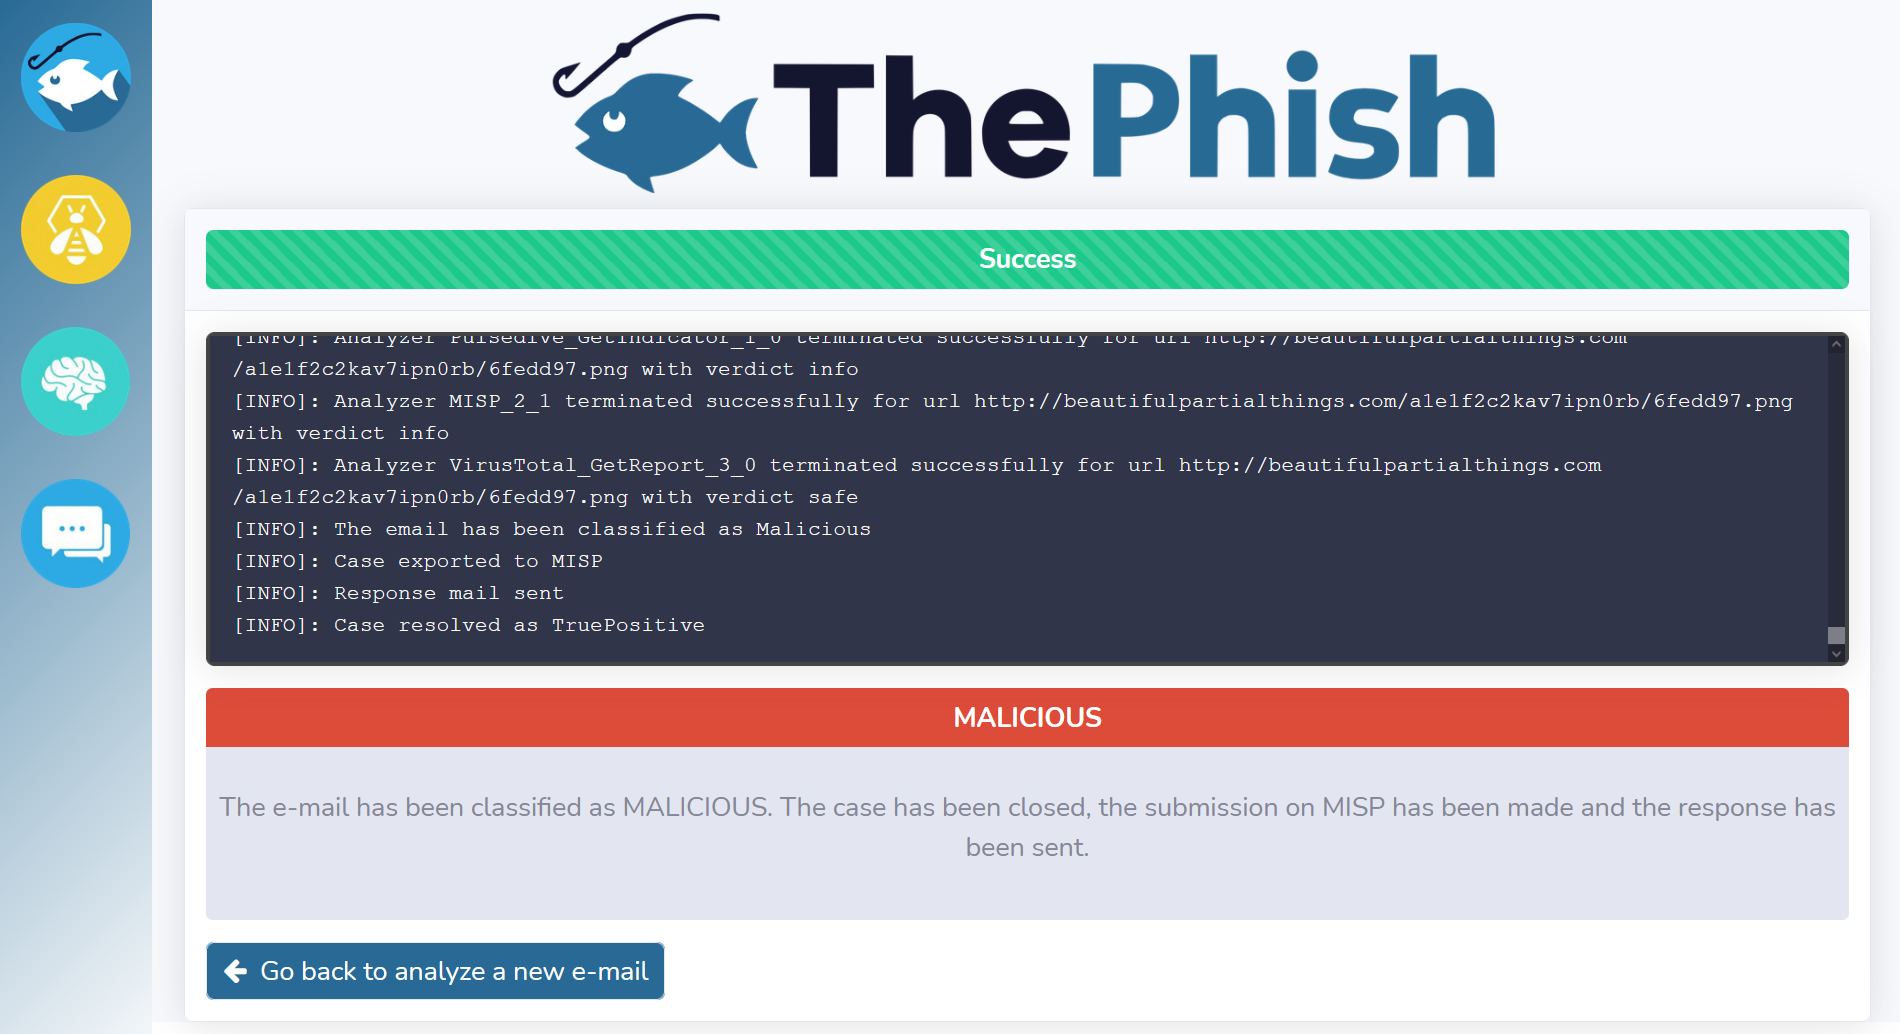 ThePhish
Success
[INFO]: Analyzer Pulsedive_GetIndicator_1_0 terminated successfully for url http://beautifulpartialthings.com
/a1e1f2c2kav7ipn0rb/6fedd97.png with verdict info
[INFO]: Analyzer MISP_2_1 terminated successfully for url http://beautifulpartialthings.com/a1e1f2c2kav7ipn0rb/6fedd97.png
with verdict info
[INFO]: Analyzer VirusTotal_GetReport_3_0 terminated successfully for url http://beautifulpartialthings.com
/a1e1f2c2kav7ipn0rb/6fedd97.png with verdict safe
[INFO]: The email has been classified as Malicious
[INFO]: Case exported to MISP
[INFO]: Response mail sent
[INFO]: Case resolved as TruePositive
MALICIOUS
The e-mail has been classified as MALICIOUS. The case has been closed, the submission on MISP has been made and the response has
been sent.
Go back to analyze a new e-mail